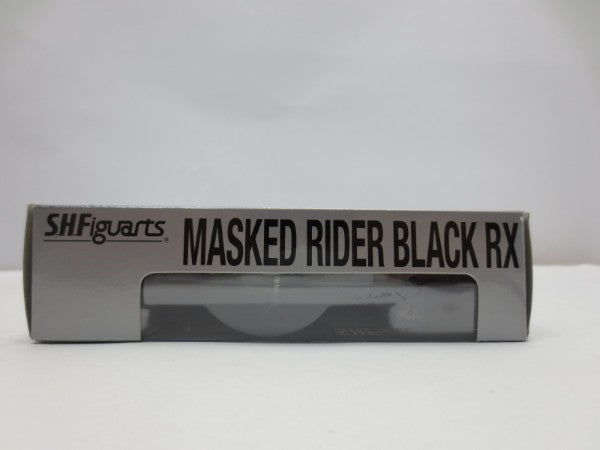 S.H.Figuarts® MASKED RIDER BLACK RX